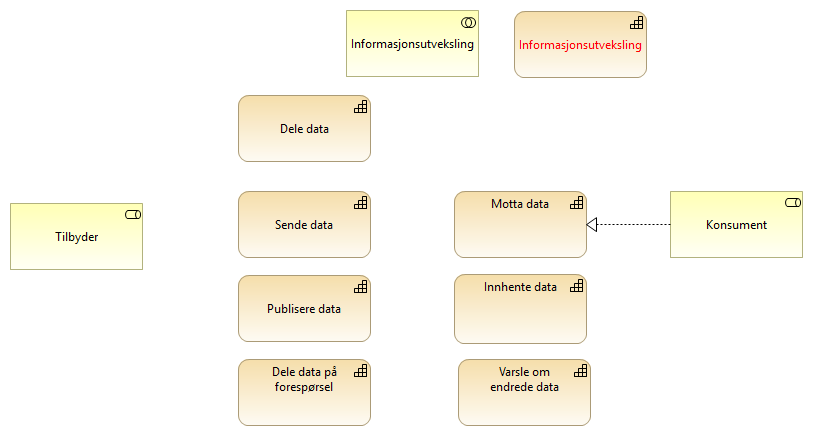 Informasjonsutveksling
Informasjonsutveksling
Dele data
Tilbyder
Sende data
Motta data
Konsument
Publisere data
Innhente data
Dele data på
forespørsel
Varsle om
endrede data